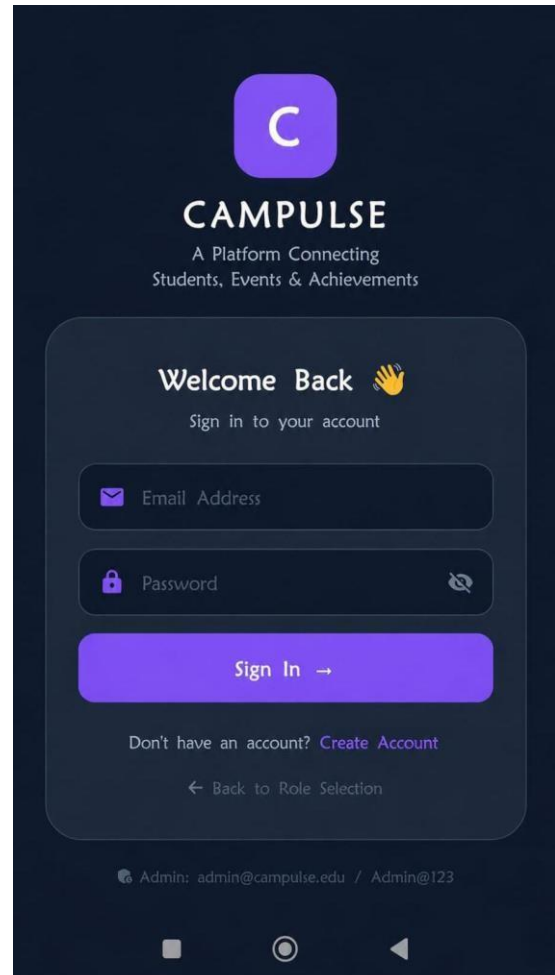 C
CAMPULSE
A Platform Connecting
Students, Events & Achievements
Welcome Back 👋
Sign in to your account
Email Address
Password
Sign In →
Don't have an account? Create Account
← Back to Role Selection
Admin: admin@campulse.edu / Admin@123